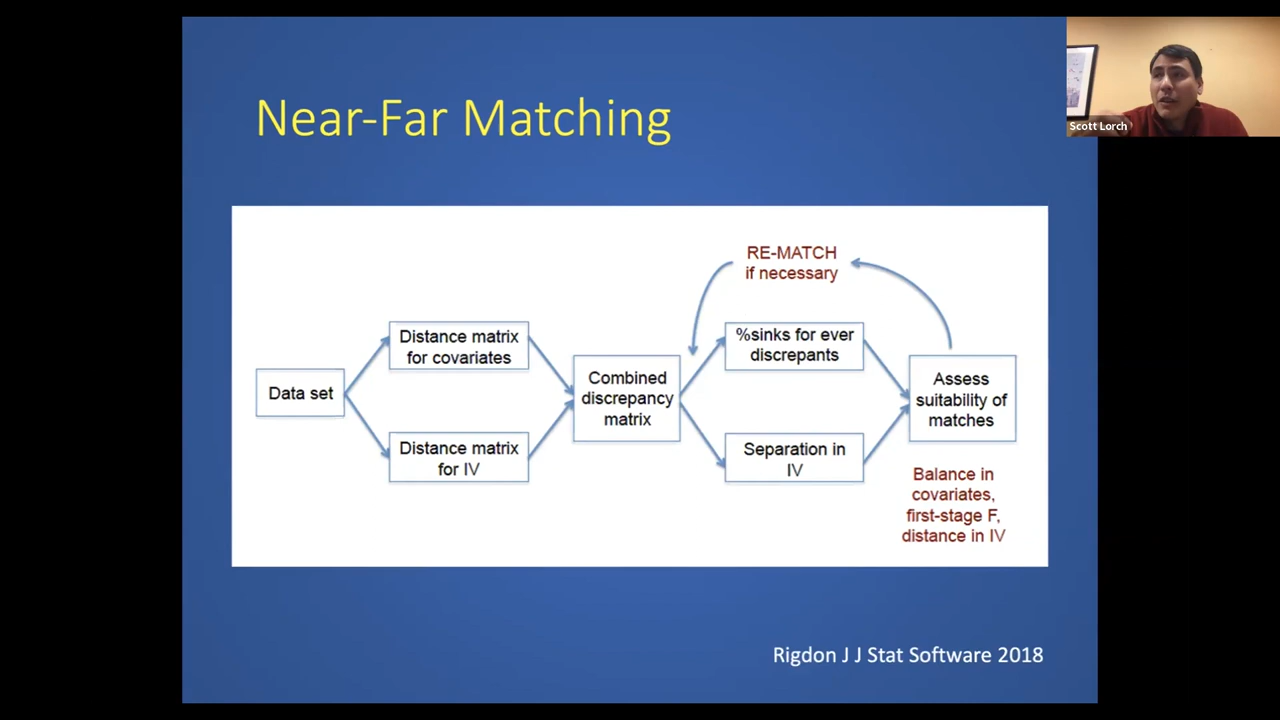 Near-Far Matching
Scott Lorch
RE-MATCH
if necessary
Data set
Distance matrix
for covariates
Distance matrix
for IV
Combined
discrepancy
matrix
%sinks for ever
discrepants
Separation in
IV
Assess
suitability of
matches
Balance in
covariates,
first-stage F,
distance in IV
Rigdon J J Stat Software 2018